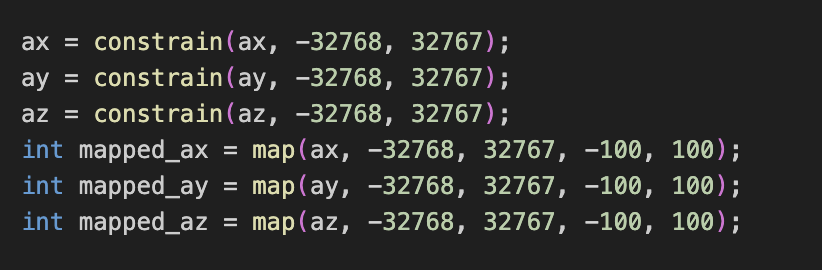 ax = constrain(ax, -32768, 32767);
ay = constrain(ay, -32768, 32767);
az = constrain(az, -32768, 32767);
int mapped_ax = map(ax, -32768, 32767, -100, 100);
int mapped_ay = map(ay, -32768, 32767, -100, 100);
int mapped_az = map(az, -32768, 32767, -100, 100);